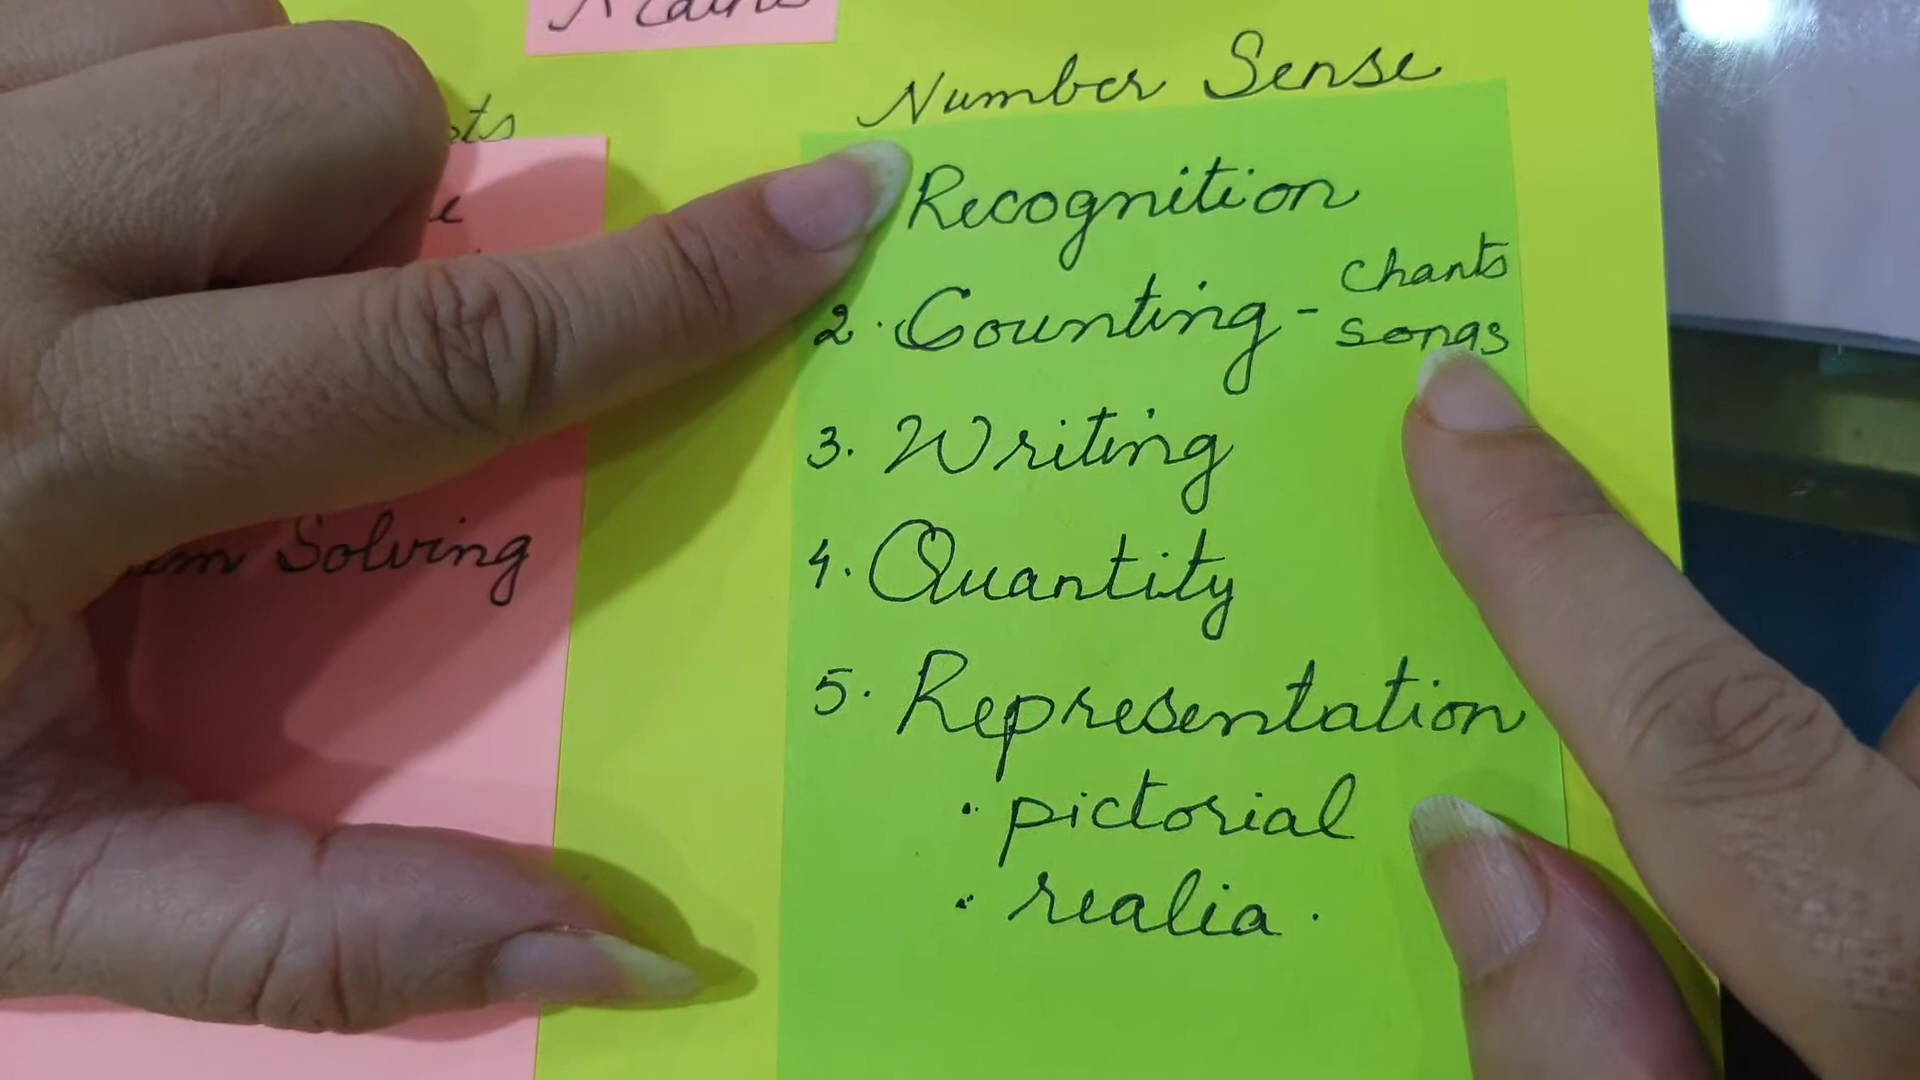 Number Sense
Recognition
2. Counting - chants
songs
3. Writing
4. Quantity
5. Representation
• pictorial
• realia.
Solving